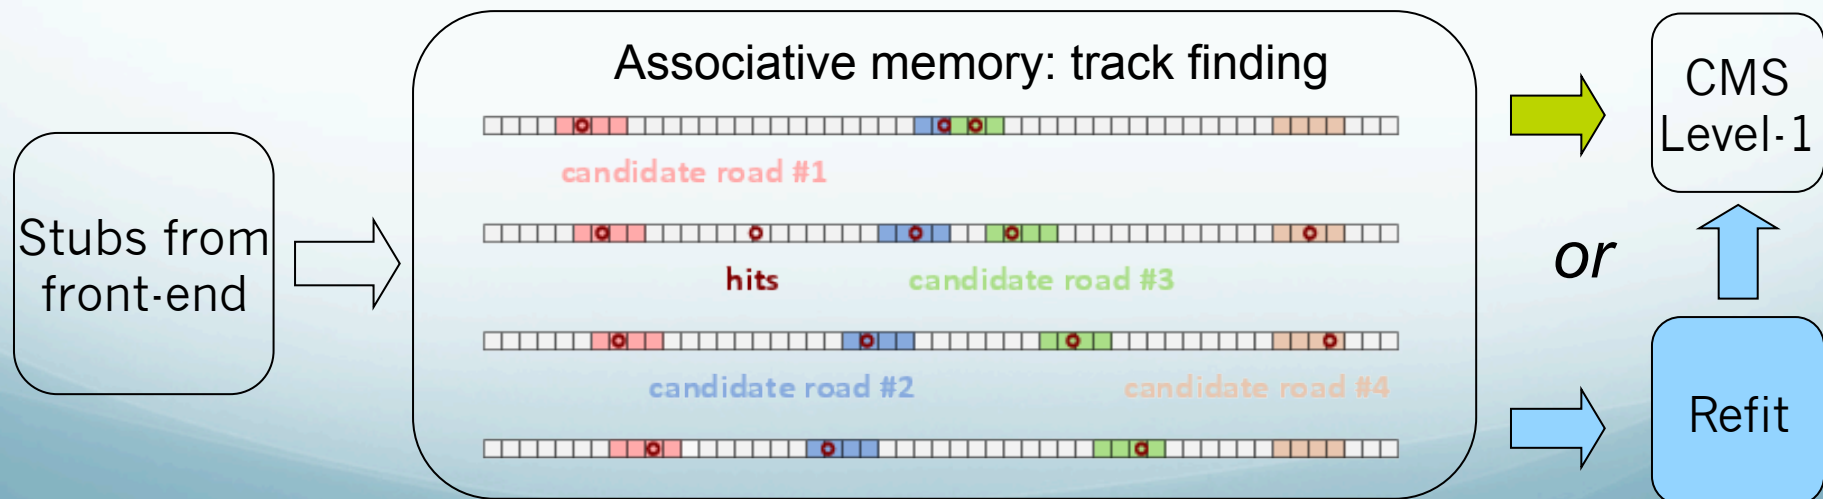 Associative memory: track finding
candidate road #1
hits
candidate road #3
candidate road #2
candidate road #4
Stubs from
front-end
or
CMS
Level-1
Refit